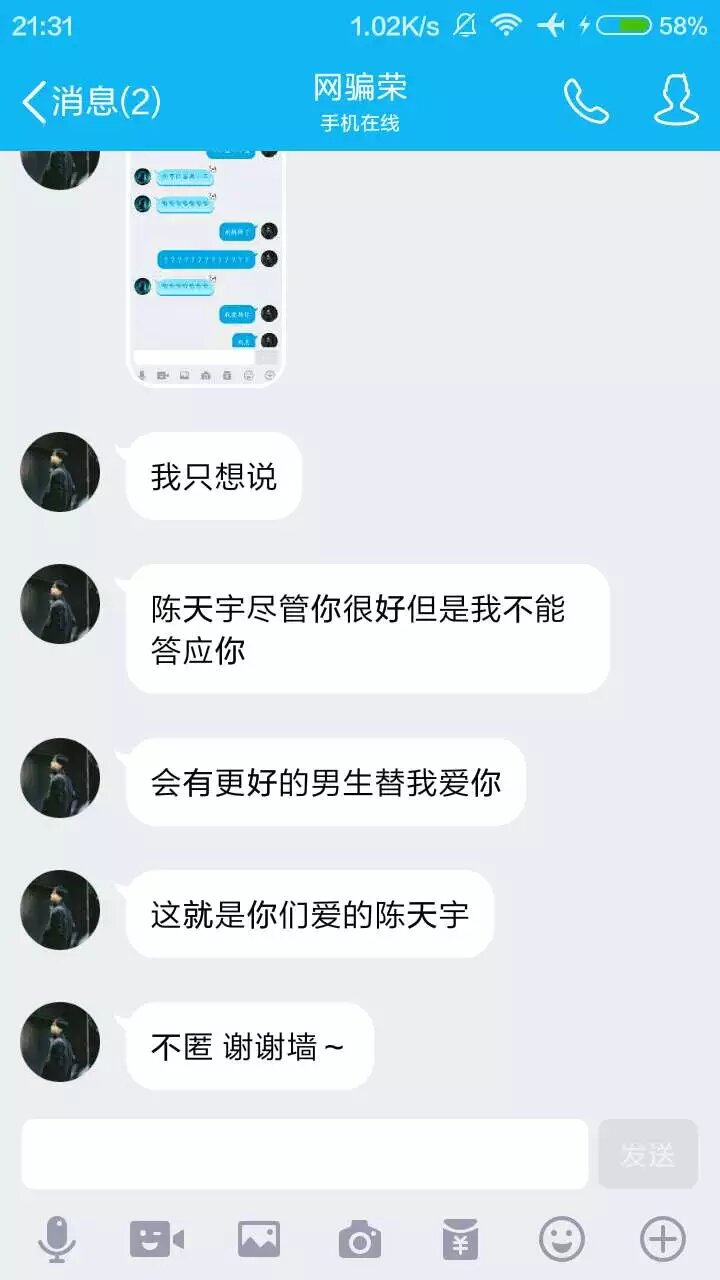 21:31
1.02K/s
58%
消息(2)
网骗荣
手机在线
我只想说
陈天宇尽管你很好但是我不能
答应你
会有更好的男生替我爱你
这就是你们爱的陈天宇
不匿 谢谢墙~
发送